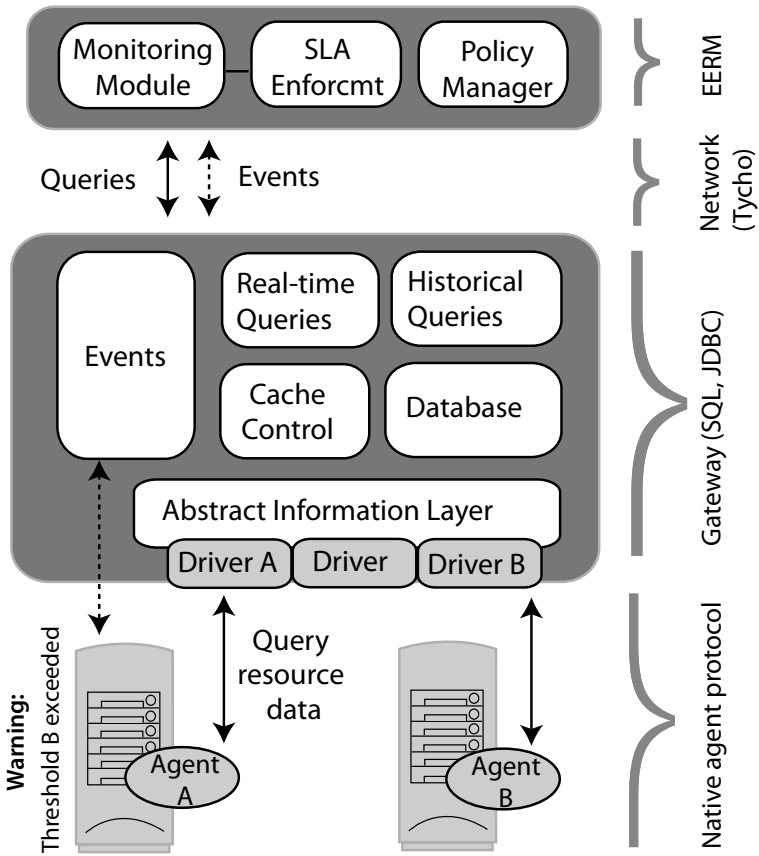 Monitoring
Module
SLA
Enforcmt
Policy
Manager
EERM
Queries
Events
Network
(Tycho)
Events
Real-time
Queries
Historical
Queries
Cache
Control
Database
Abstract Information Layer
Driver A
Driver
Driver B
Gateway (SQL, JDBC)
Warning:
Threshold B exceeded
Query
resource
data
Agent
A
Agent
B
Native agent protocol